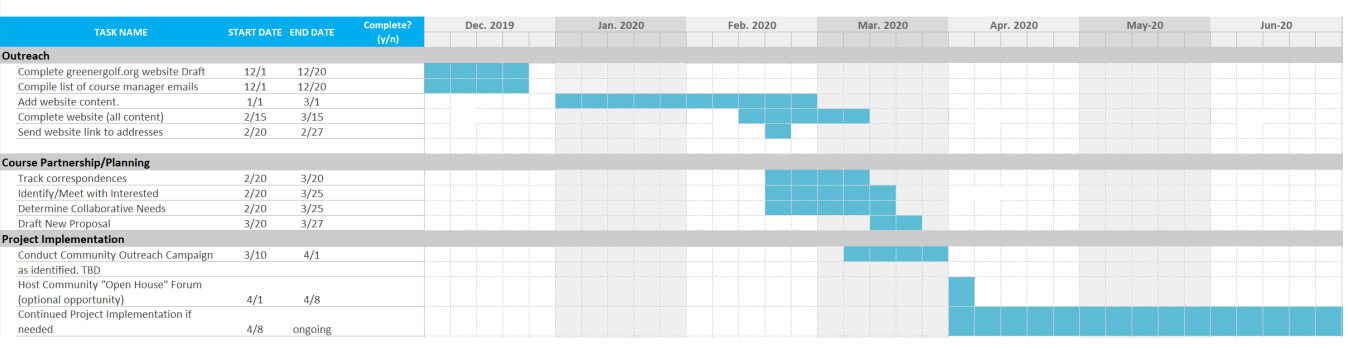 Dec. 2019 Jan. 2020 Feb. 2020 Mar. 2020 Apr. 2020 May-20 Jun-20
TASK NAME START DATE END DATE Complete? (y/n)
Outreach
Complete greenergolf.org website Draft 12/1 12/20
Compile list of course manager emails 12/1 12/20
Add website content. 1/1 3/1
Complete website (all content) 2/15 3/15
Send website link to addresses 2/20 2/27
Course Partnership/Planning
Track correspondences 2/20 3/20
Identify/Meet with Interested 2/20 3/25
Determine Collaborative Needs 2/20 3/25
Draft New Proposal 3/20 3/27
Project Implementation
Conduct Community Outreach Campaign 3/10 4/1
as identified. TBD
Host Community "Open House" Forum
(optional opportunity) 4/1 4/8
Continued Project Implementation if
needed 4/8 ongoing